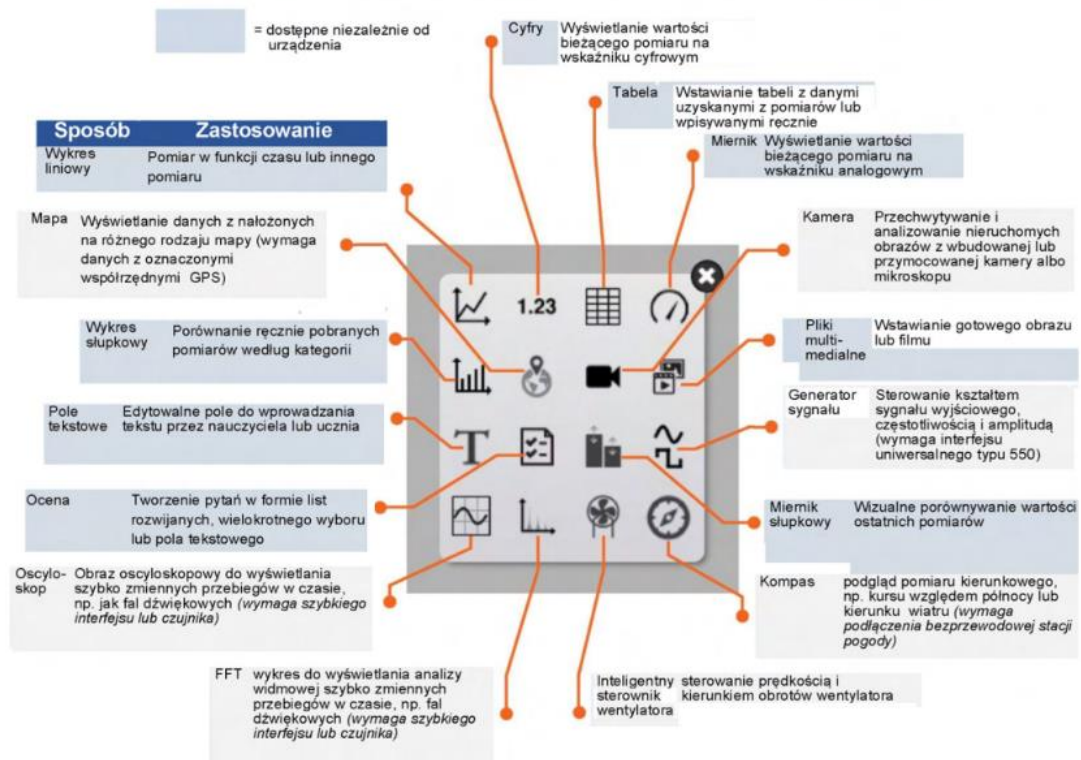 = dostępne niezależnie od
urządzenia
Cyfry Wyświetlanie wartości
bieżącego pomiaru na
wskaźniku cyfrowym
Tabela Wstawianie tabeli z danymi
uzyskanymi z pomiarów lub
wpisywanymi ręcznie
Miernik Wyświetlanie wartości
bieżącego pomiaru na
wskaźniku analogowym
Sposób Zastosowanie
Wykres
liniowy
Pomiar w funkcji czasu lub innego
pomiaru
Mapa Wyświetlanie danych z nałożonych
na różnego rodzaju mapy (wymaga
danych z oznaczonymi
współrzędnymi GPS)
Kamera Przechwytywanie i
analizowanie nieruchomych
obrazów z wbudowanej lub
przymocowanej kamery albo
mikroskopu
1.23
Wykres
słupkowy
Porównanie ręcznie pobranych
pomiarów według kategorii
Pliki
multi-
medialne
Wstawianie gotowego obrazu
lub filmu
Pole
tekstowe
Edytowalne pole do wprowadzania
tekstu przez nauczyciela lub ucznia
T
Generator
sygnału
Sterowanie kształtem
sygnału wyjściowego,
częstotliwością i amplitudą
(wymaga interfejsu
uniwersalnego typu 550)
Ocena Tworzenie pytań w formie list
rozwijanych, wielokrotnego wyboru
lub pola tekstowego
Miernik
słupkowy
Wizualne porównywanie wartości
ostatnich pomiarów
Oscylo-
skop
Obraz oscyloskopowy do wyświetlania
szybko zmiennych przebiegów w czasie,
np. jak fal dźwiękowych (wymaga szybkiego
interfejsu lub czujnika)
Kompas podgląd pomiaru kierunkowego,
np. kursu względem północy lub
kierunku wiatru (wymaga
podłączenia bezprzewodowej stacji
pogody)
FFT wykres do wyświetlania analizy
widmowej szybko zmiennych
przebiegów w czasie, np. fal
dźwiękowych (wymaga szybkiego
interfejsu lub czujnika)
Inteligentny
sterownik
wentylatora
sterowanie prędkością i
kierunkiem obrotów wentylatora